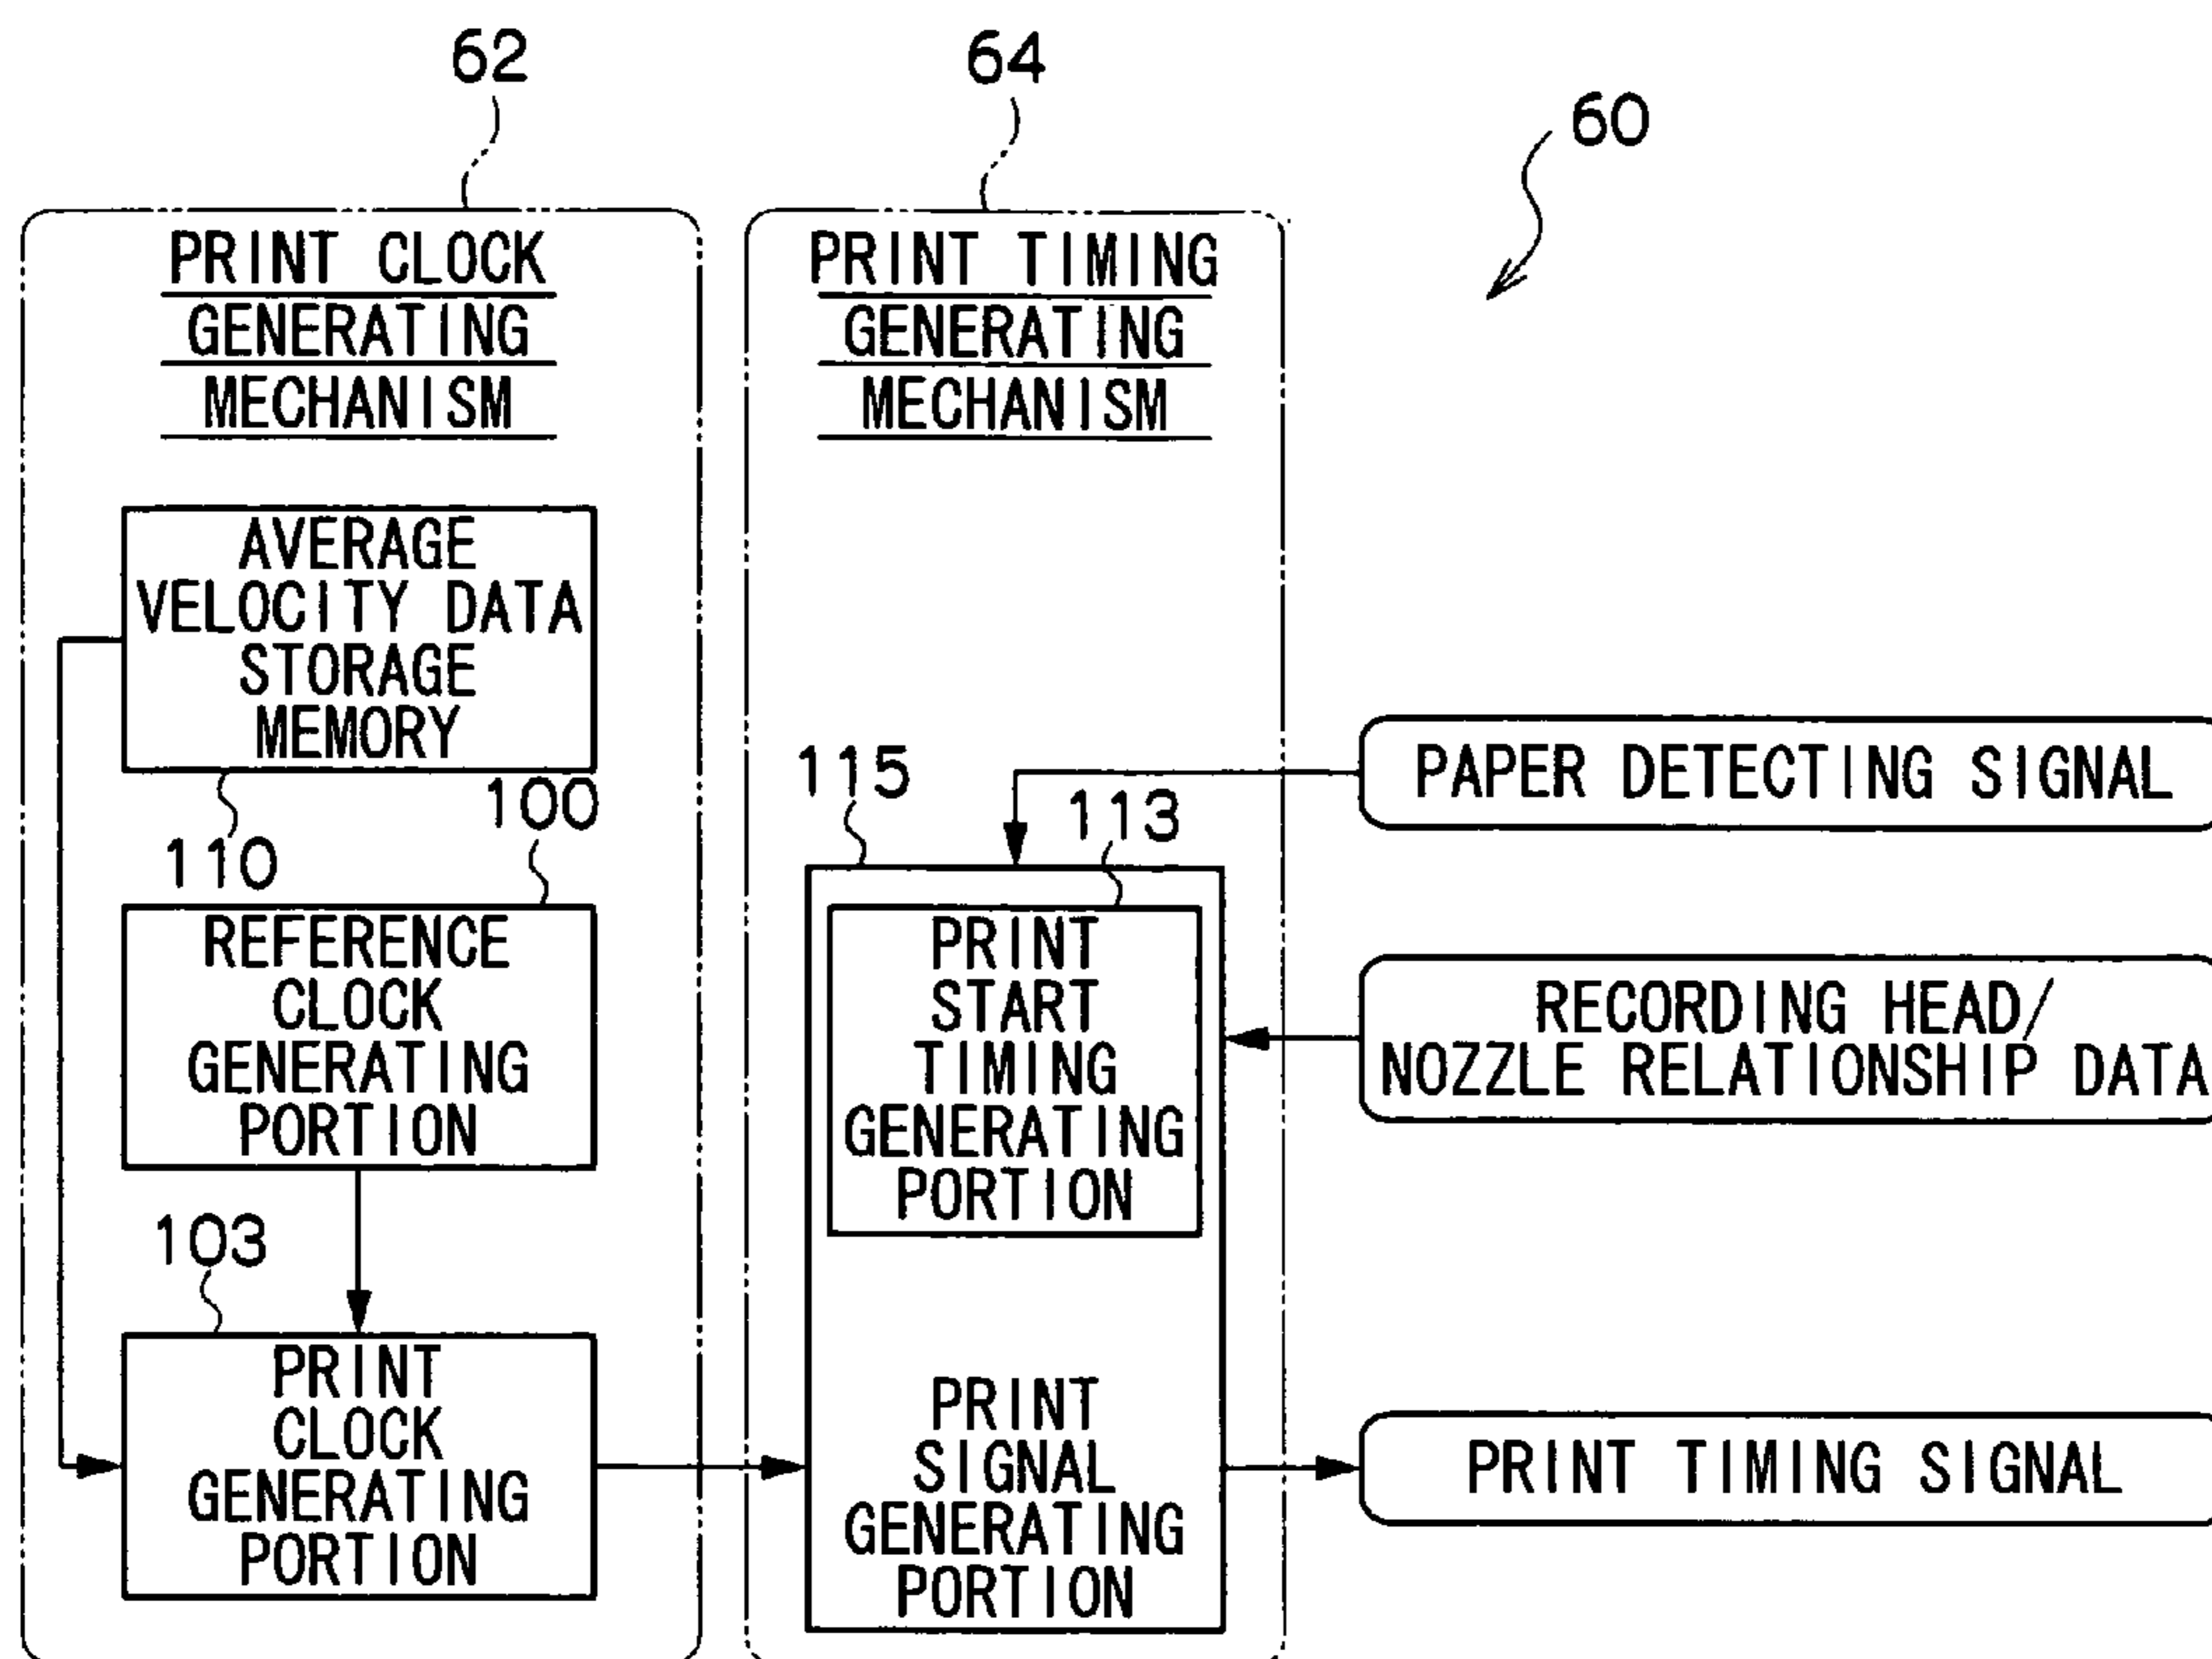 62
64
60
PRINT CLOCK
GENERATING
MECHANISM
PRINT TIMING
GENERATING
MECHANISM
AVERAGE
VELOCITY DATA
STORAGE
MEMORY
110
100
REFERENCE
CLOCK
GENERATING
PORTION
103
PRINT
CLOCK
GENERATING
PORTION
115
113
PRINT
START
TIMING
GENERATING
PORTION
PRINT
SIGNAL
GENERATING
PORTION
PAPER DETECTING SIGNAL
RECORDING HEAD/
NOZZLE RELATIONSHIP DATA
PRINT TIMING SIGNAL